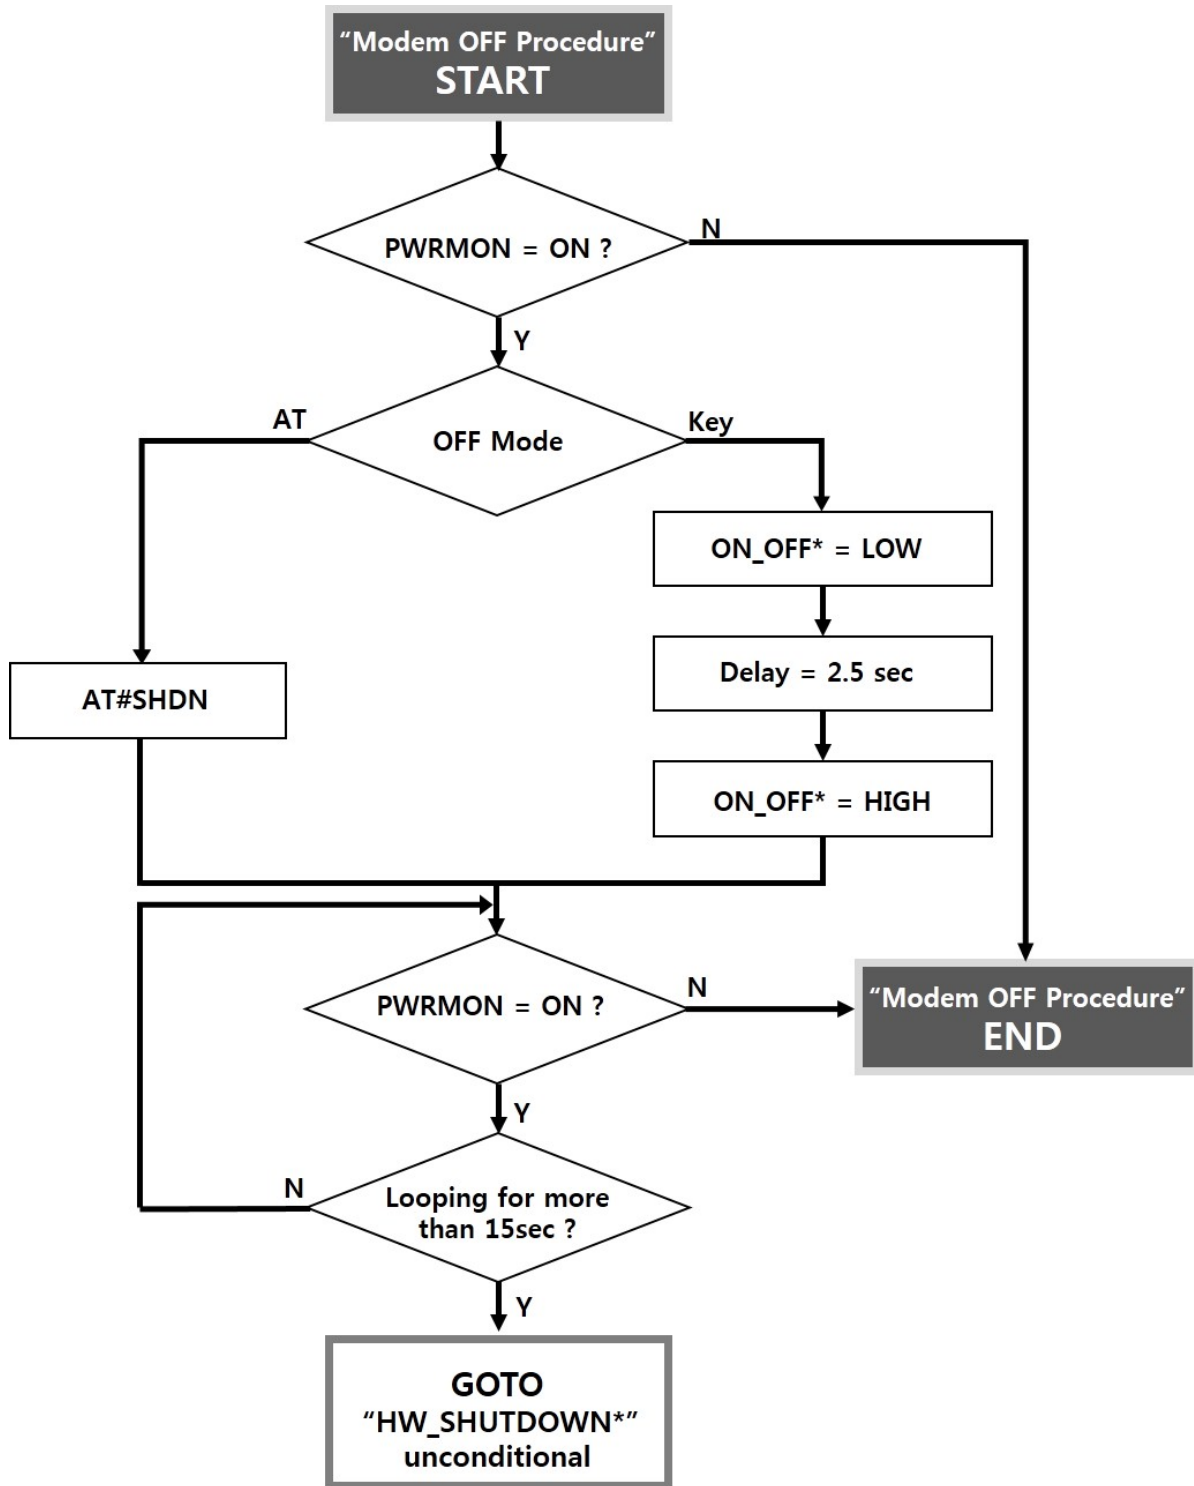 “Modem OFF Procedure”
START
PWRMON = ON ?
N
Y
OFF Mode
AT
Key
ON_OFF* = LOW
Delay = 2.5 sec
AT#SHDN
ON_OFF* = HIGH
PWRMON = ON ?
N
“Modem OFF Procedure”
END
Y
N
Looping for more
than 15sec ?
Y
GOTO
“HW_SHUTDOWN*”
unconditional